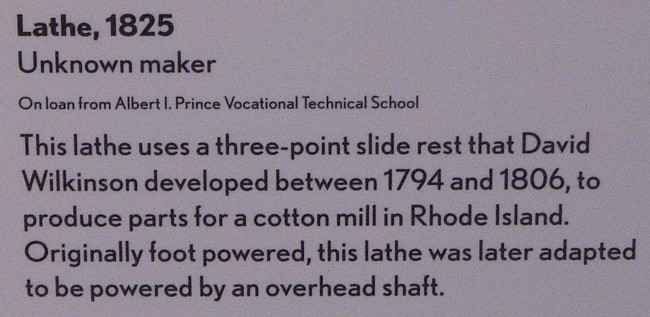 Lathe, 1825
Unknown maker
On loan from Albert I. Prince Vocational Technical School
This lathe uses a three-point slide rest that David
Wilkinson developed between 1794 and 1806, to
produce parts for a cotton mill in Rhode Island.
Originally foot powered, this lathe was later adapted
to be powered by an overhead shaft.